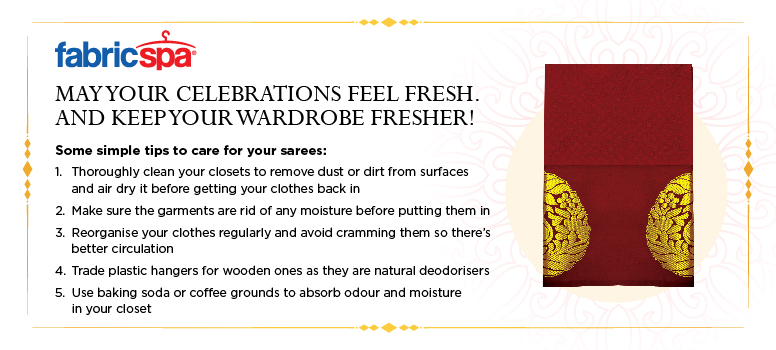 fabricspa®
MAY YOUR CELEBRATIONS FEEL FRESH.
AND KEEP YOUR WARDROBE FRESHER!
Some simple tips to care for your sarees:
1. Thoroughly clean your closets to remove dust or dirt from surfaces
and air dry it before getting your clothes back in
2. Make sure the garments are rid of any moisture before putting them in
3. Reorganise your clothes regularly and avoid cramming them so there's
better circulation
4. Trade plastic hangers for wooden ones as they are natural deodorisers
5. Use baking soda or coffee grounds to absorb odour and moisture
in your closet